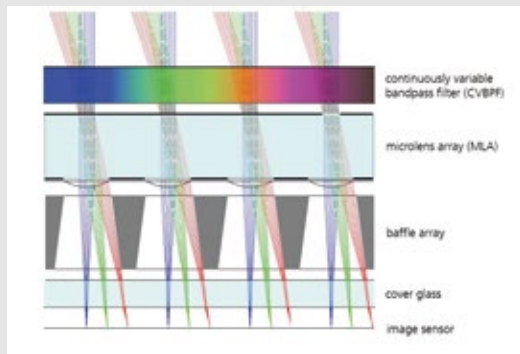 continuously variable
bandpass filter (CVBPF)
microlens array (MLA)
baffle array
cover glass
image sensor